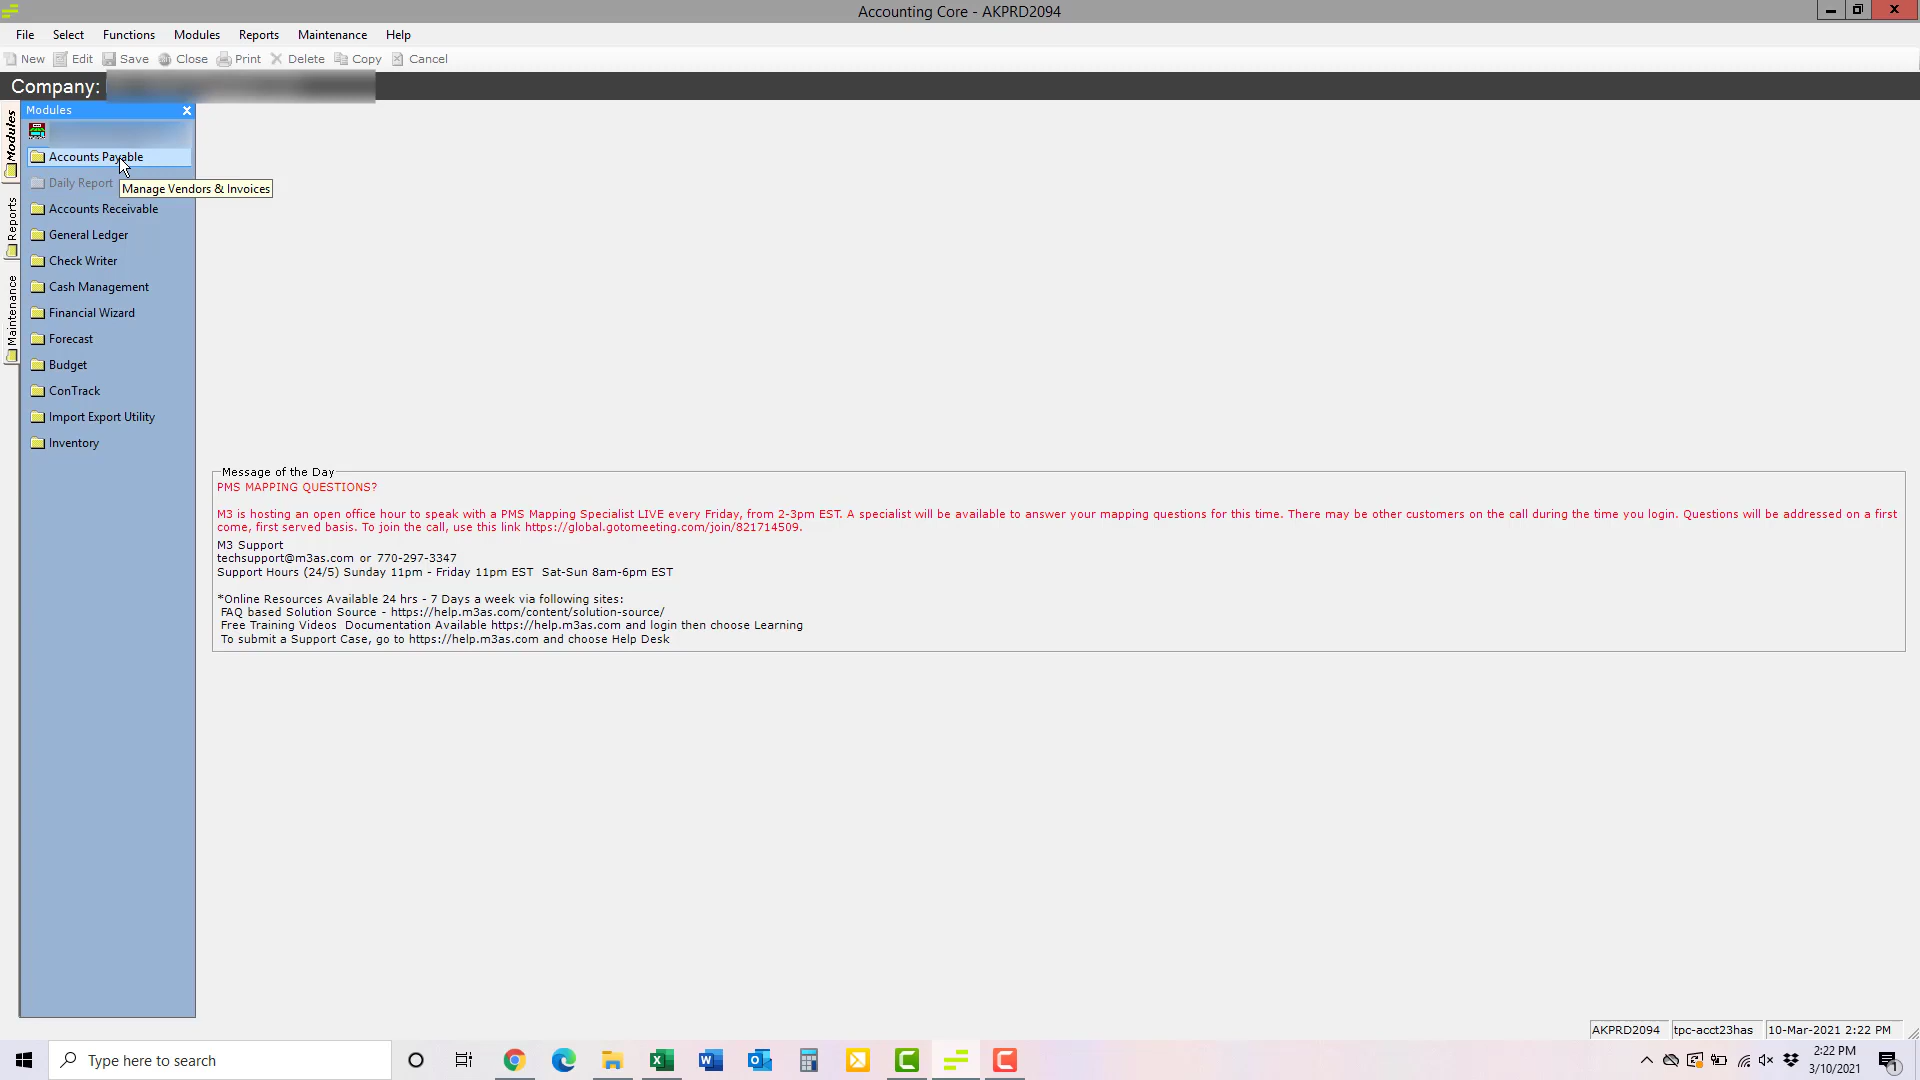 Accounting Core - AKPRD2094
File Select Functions Modules Reports Maintenance Help
New Edit Save Close Print Delete Copy Cancel
Company:
Modules
Modules
Reports
Maintenance
Accounts Payable
Daily Report
Manage Vendors & Invoices
Accounts Receivable
General Ledger
Check Writer
Cash Management
Financial Wizard
Forecast
Budget
ConTrack
Import Export Utility
Inventory
Message of the Day
PMS MAPPING QUESTIONS?
M3 is hosting an open office hour to speak with a PMS Mapping Specialist LIVE every Friday, from 2-3pm EST. A specialist will be available to answer your mapping questions for this time. There may be other customers on the call during the time you login. Questions will be addressed on a first
come, first served basis. To join the call, use this link https://global.gotomeeting.com/join/821714509.
M3 Support
techsupport@m3as.com or 770-297-3347
Support Hours (24/5) Sunday 11pm - Friday 11pm EST Sat-Sun 8am-6pm EST
*Online Resources Available 24 hrs - 7 Days a week via following sites:
FAQ based Solution Source - https://help.m3as.com/content/solution-source/
Free Training Videos Documentation Available https://help.m3as.com and login then choose Learning
To submit a Support Case, go to https://help.m3as.com and choose Help Desk
AKPRD2094 tpc-acct23has 10-Mar-2021 2:22 PM
Type here to search
2:22 PM
3/10/2021
1